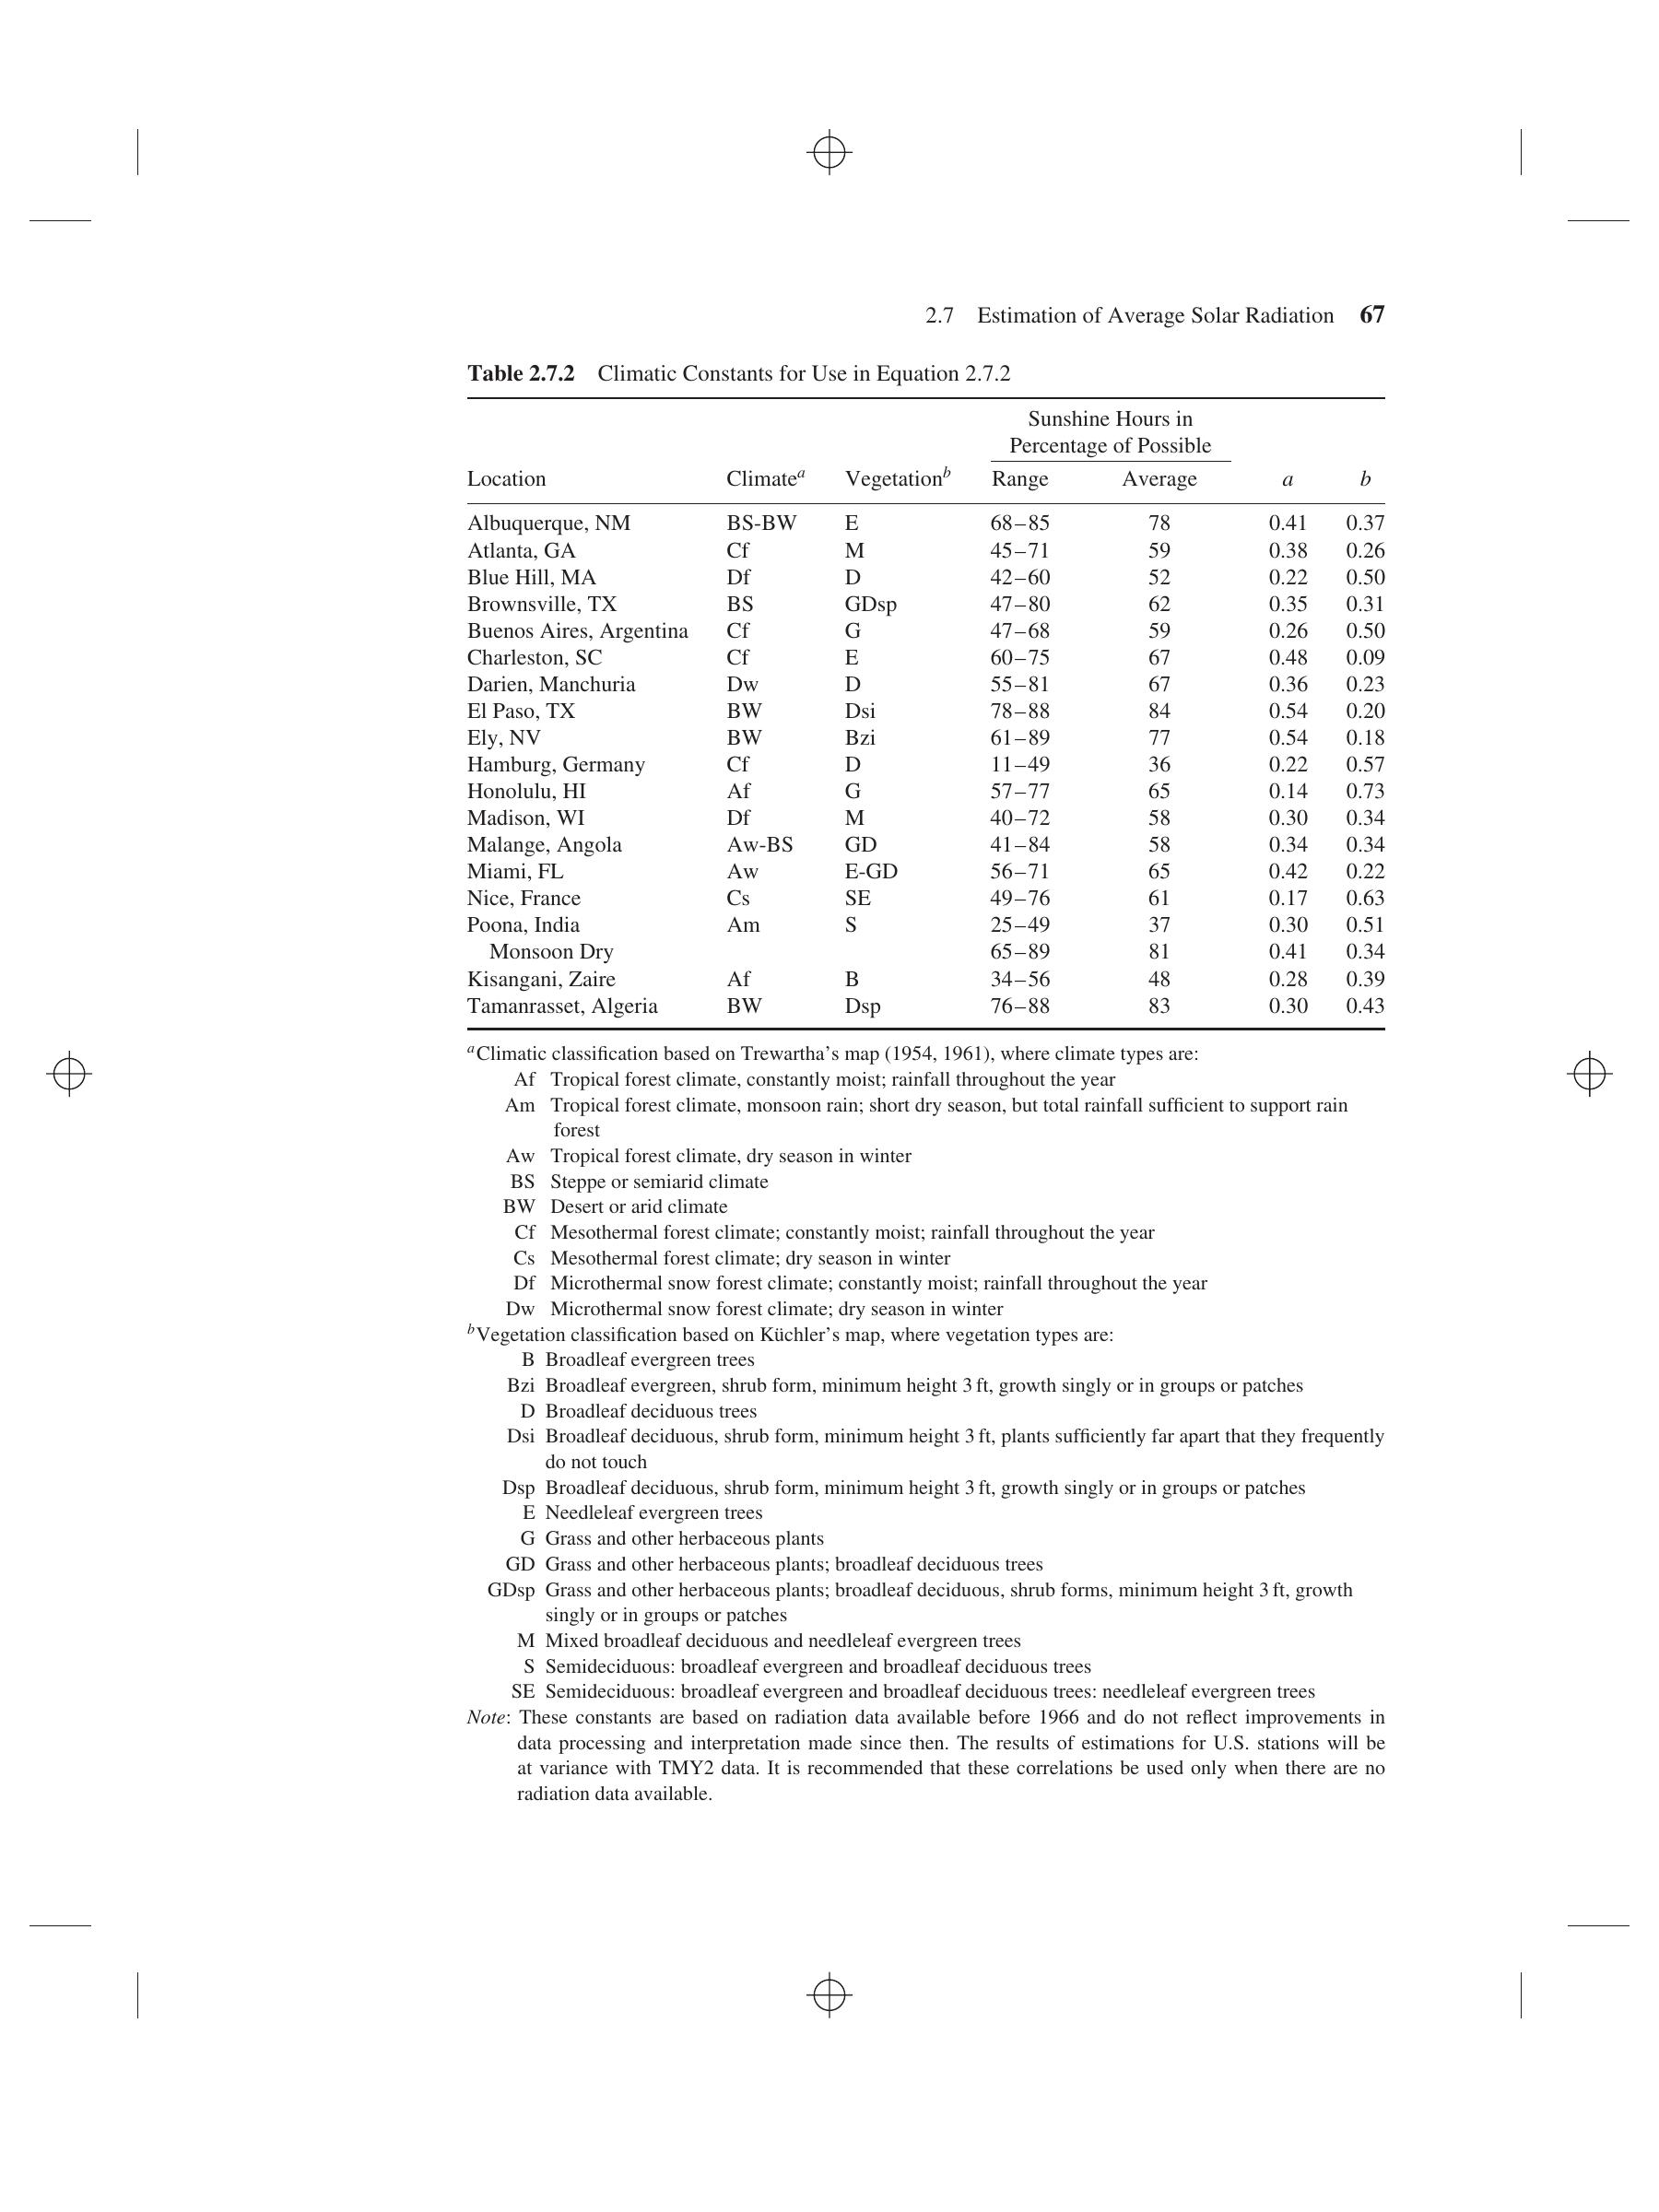 2.7 Estimation of Average Solar Radiation 67
Table 2.7.2 Climatic Constants for Use in Equation 2.7.2
Sunshine Hours in
Percentage of Possible
Location Climate^a Vegetation^b Range Average a b
Albuquerque, NM BS-BW E 68–85 78 0.41 0.37
Atlanta, GA Cf M 45–71 59 0.38 0.26
Blue Hill, MA Df D 42–60 52 0.22 0.50
Brownsville, TX BS GDsp 47–80 62 0.35 0.31
Buenos Aires, Argentina Cf G 47–68 59 0.26 0.50
Charleston, SC Cf E 60–75 67 0.48 0.09
Darien, Manchuria Dw D 55–81 67 0.36 0.23
El Paso, TX BW Dsi 78–88 84 0.54 0.20
Ely, NV BW Bzi 61–89 77 0.54 0.18
Hamburg, Germany Cf D 11–49 36 0.22 0.57
Honolulu, HI Af G 57–77 65 0.14 0.73
Madison, WI Df M 40–72 58 0.30 0.34
Malange, Angola Aw-BS GD 41–84 58 0.34 0.34
Miami, FL Aw E-GD 56–71 65 0.42 0.22
Nice, France Cs SE 49–76 61 0.17 0.63
Poona, India Am S 25–49 37 0.30 0.51
Monsoon Dry 65–89 81 0.41 0.34
Kisangani, Zaire Af B 34–56 48 0.28 0.39
Tamanrasset, Algeria BW Dsp 76–88 83 0.30 0.43
^a Climatic classification based on Trewartha's map (1954, 1961), where climate types are:
Af Tropical forest climate, constantly moist; rainfall throughout the year
Am Tropical forest climate, monsoon rain; short dry season, but total rainfall sufficient to support rain
forest
Aw Tropical forest climate, dry season in winter
BS Steppe or semiarid climate
BW Desert or arid climate
Cf Mesothermal forest climate; constantly moist; rainfall throughout the year
Cs Mesothermal forest climate; dry season in winter
Df Microthermal snow forest climate; constantly moist; rainfall throughout the year
Dw Microthermal snow forest climate; dry season in winter
^b Vegetation classification based on Küchler's map, where vegetation types are:
B Broadleaf evergreen trees
Bzi Broadleaf evergreen, shrub form, minimum height 3 ft, growth singly or in groups or patches
D Broadleaf deciduous trees
Dsi Broadleaf deciduous, shrub form, minimum height 3 ft, plants sufficiently far apart that they frequently
do not touch
Dsp Broadleaf deciduous, shrub form, minimum height 3 ft, growth singly or in groups or patches
E Needleleaf evergreen trees
G Grass and other herbaceous plants
GD Grass and other herbaceous plants; broadleaf deciduous trees
GDsp Grass and other herbaceous plants; broadleaf deciduous, shrub forms, minimum height 3 ft, growth
singly or in groups or patches
M Mixed broadleaf deciduous and needleleaf evergreen trees
S Semideciduous: broadleaf evergreen and broadleaf deciduous trees
SE Semideciduous: broadleaf evergreen and broadleaf deciduous trees: needleleaf evergreen trees
Note: These constants are based on radiation data available before 1966 and do not reflect improvements in
data processing and interpretation made since then. The results of estimations for U.S. stations will be
at variance with TMY2 data. It is recommended that these correlations be used only when there are no
radiation data available.